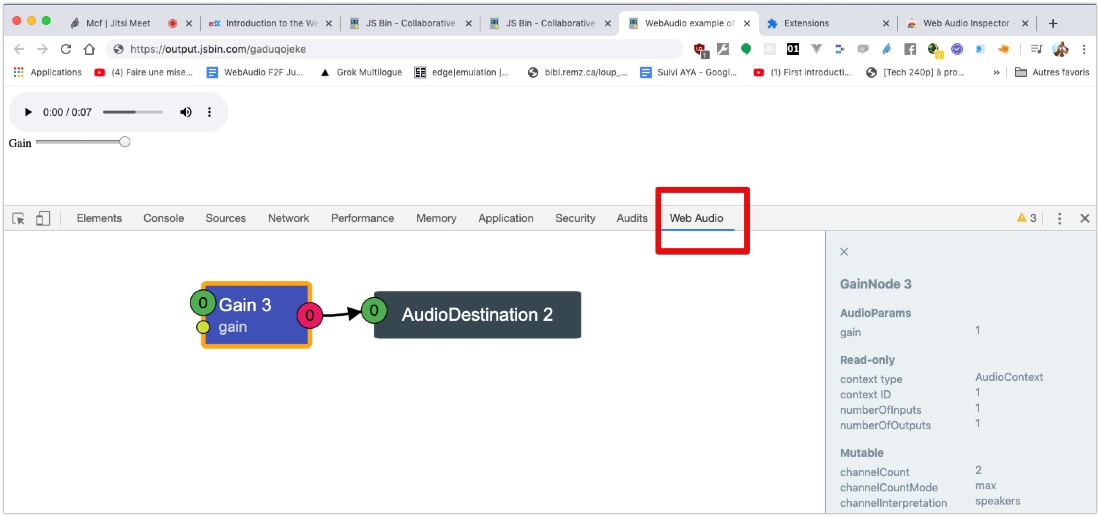 Mcf | Jitsi Meet
Introduction to the We
JS Bin - Collaborative
JS Bin - Collaborative
WebAudio example of
Extensions
Web Audio Inspector
https://output.jsbin.com/gaduqojeke
1
01
1
Applications
(4) Faire une mise...
WebAudio F2F Ju...
Grok Multilogue
edge|emulation |...
bibl.remz.ca/loup_...
Suivi AYA - Googl...
(1) First introducti...
[Tech 240p] à pro...
»
Autres favoris
0:00 / 0:07
Gain
Elements Console Sources Network Performance Memory Application Security Audits Web Audio
3
0 Gain 3
gain
0
0 AudioDestination 2
GainNode 3
AudioParams
gain 1
Read-only
context type AudioContext
context ID 1
numberOfInputs 1
numberOfOutputs 1
Mutable
channelCount 2
channelCountMode max
channelInterpretation speakers